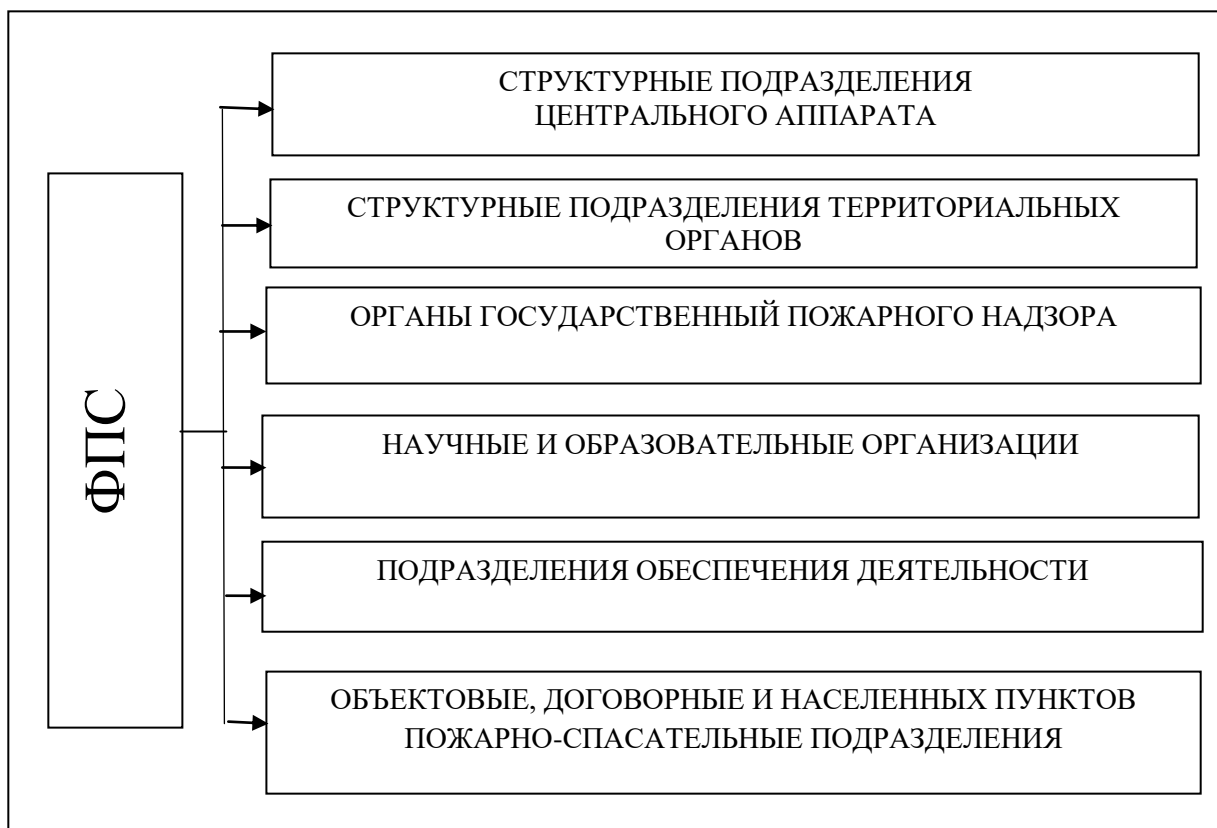 ФПС
СТРУКТУРНЫЕ ПОДРАЗДЕЛЕНИЯ
ЦЕНТРАЛЬНОГО АППАРАТА
СТРУКТУРНЫЕ ПОДРАЗДЕЛЕНИЯ ТЕРРИТОРИАЛЬНЫХ
ОРГАНОВ
ОРГАНЫ ГОСУДАРСТВЕННЫЙ ПОЖАРНОГО НАДЗОРА
НАУЧНЫЕ И ОБРАЗОВАТЕЛЬНЫЕ ОРГАНИЗАЦИИ
ПОДРАЗДЕЛЕНИЯ ОБЕСПЕЧЕНИЯ ДЕЯТЕЛЬНОСТИ
ОБЪЕКТОВЫЕ, ДОГОВОРНЫЕ И НАСЕЛЕННЫХ ПУНКТОВ
ПОЖАРНО-СПАСАТЕЛЬНЫЕ ПОДРАЗДЕЛЕНИЯ